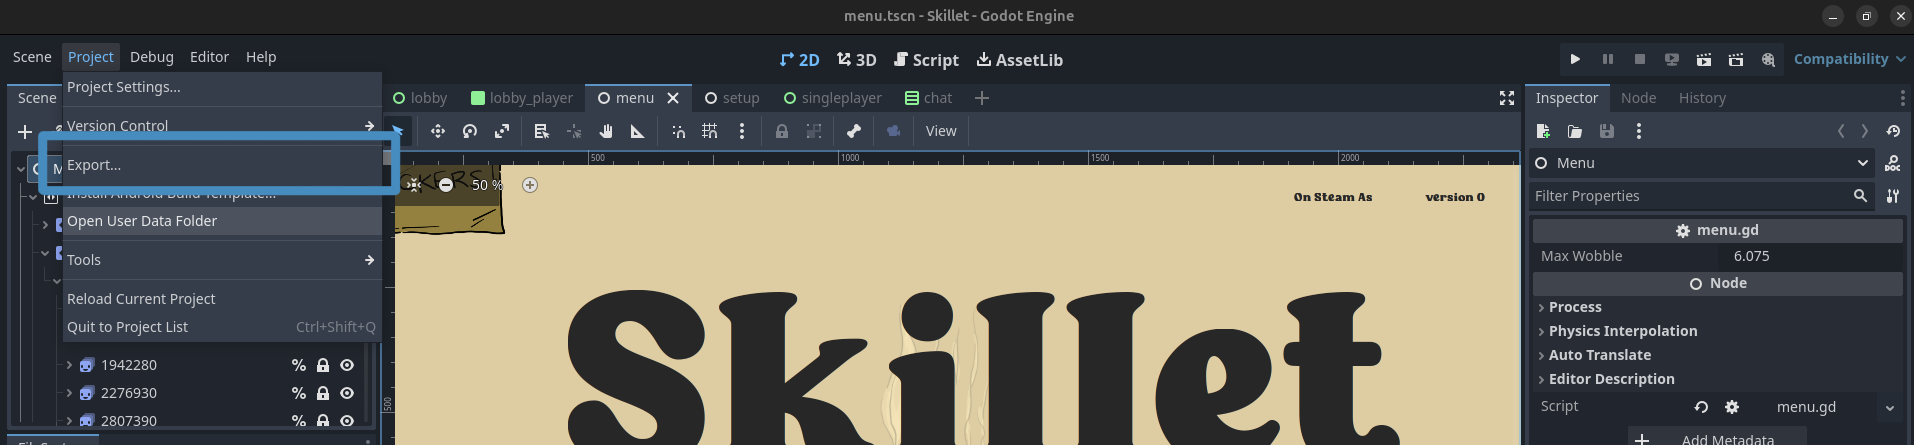 menu.tscn - Skillet - Godot Engine
Scene Project Debug Editor Help
2D 3D Script AssetLib
Compatibility
Project Settings...
Version Control
Export...
Install Android Build Template...
Open User Data Folder
Tools
Reload Current Project
Quit to Project List Ctrl+Shift+Q
Scene
1942280
2276930
2807390
lobby lobby_player menu setup singleplayer chat
View
500 1000 1500 2000
50 %
500
On Steam As version 0
Skillet
Inspector Node History
Menu
Filter Properties
menu.gd
Max Wobble 6.075
Node
Process
Physics Interpolation
Auto Translate
Editor Description
Script menu.gd
Add Metadata